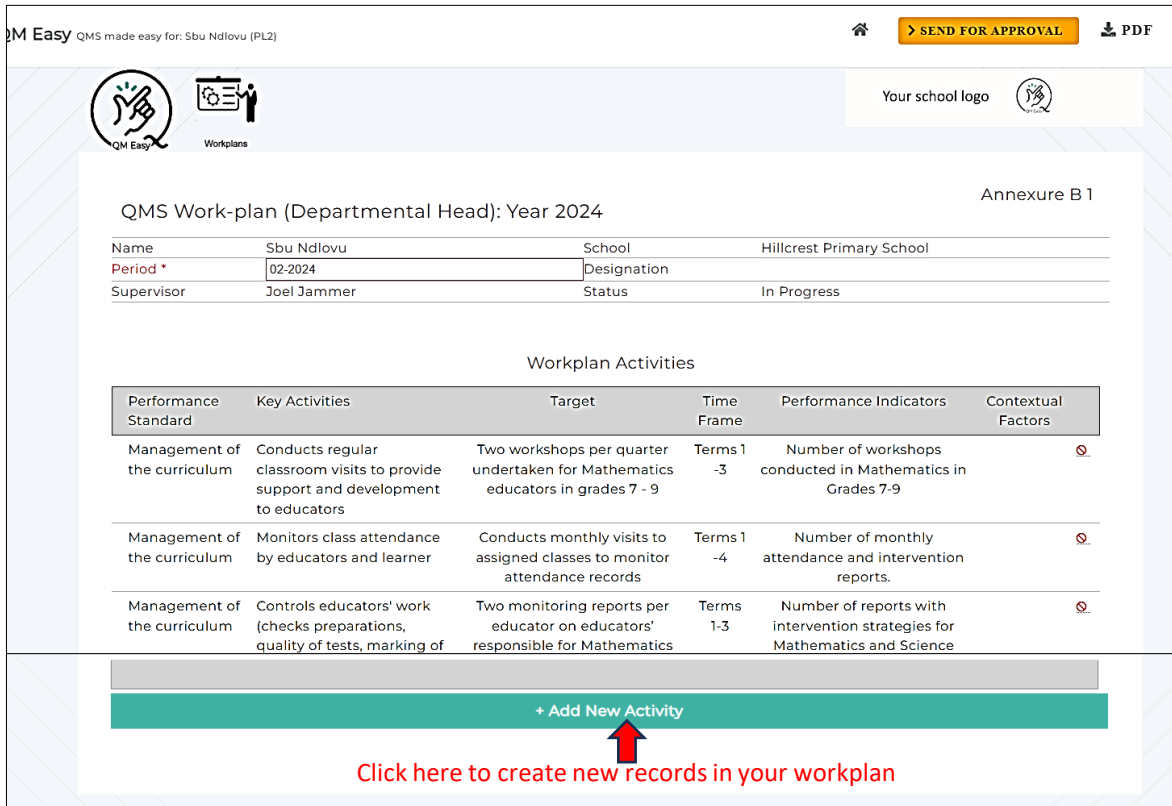 QM Easy QMS made easy for: Sbu Ndlovu (PL2)
> SEND FOR APPROVAL
PDF
QM Easy
Workplans
Your school logo
QM Easy
Annexure B 1
QMS Work-plan (Departmental Head): Year 2024
Name Sbu Ndlovu School Hillcrest Primary School
Period * 02-2024 Designation
Supervisor Joel Jammer Status In Progress
Workplan Activities
Performance Key Activities Target Time Performance Indicators Contextual
Standard Frame Factors
Management of Conducts regular Two workshops per quarter Terms 1 Number of workshops
the curriculum classroom visits to provide undertaken for Mathematics -3 conducted in Mathematics in
support and development educators in grades 7 - 9 Grades 7-9
to educators
Management of Monitors class attendance Conducts monthly visits to Terms 1 Number of monthly
the curriculum by educators and learner assigned classes to monitor -4 attendance and intervention
attendance records reports.
Management of Controls educators' work Two monitoring reports per Terms Number of reports with
the curriculum (checks preparations, educator on educators' 1-3 intervention strategies for
quality of tests, marking of responsible for Mathematics Mathematics and Science
+ Add New Activity
Click here to create new records in your workplan